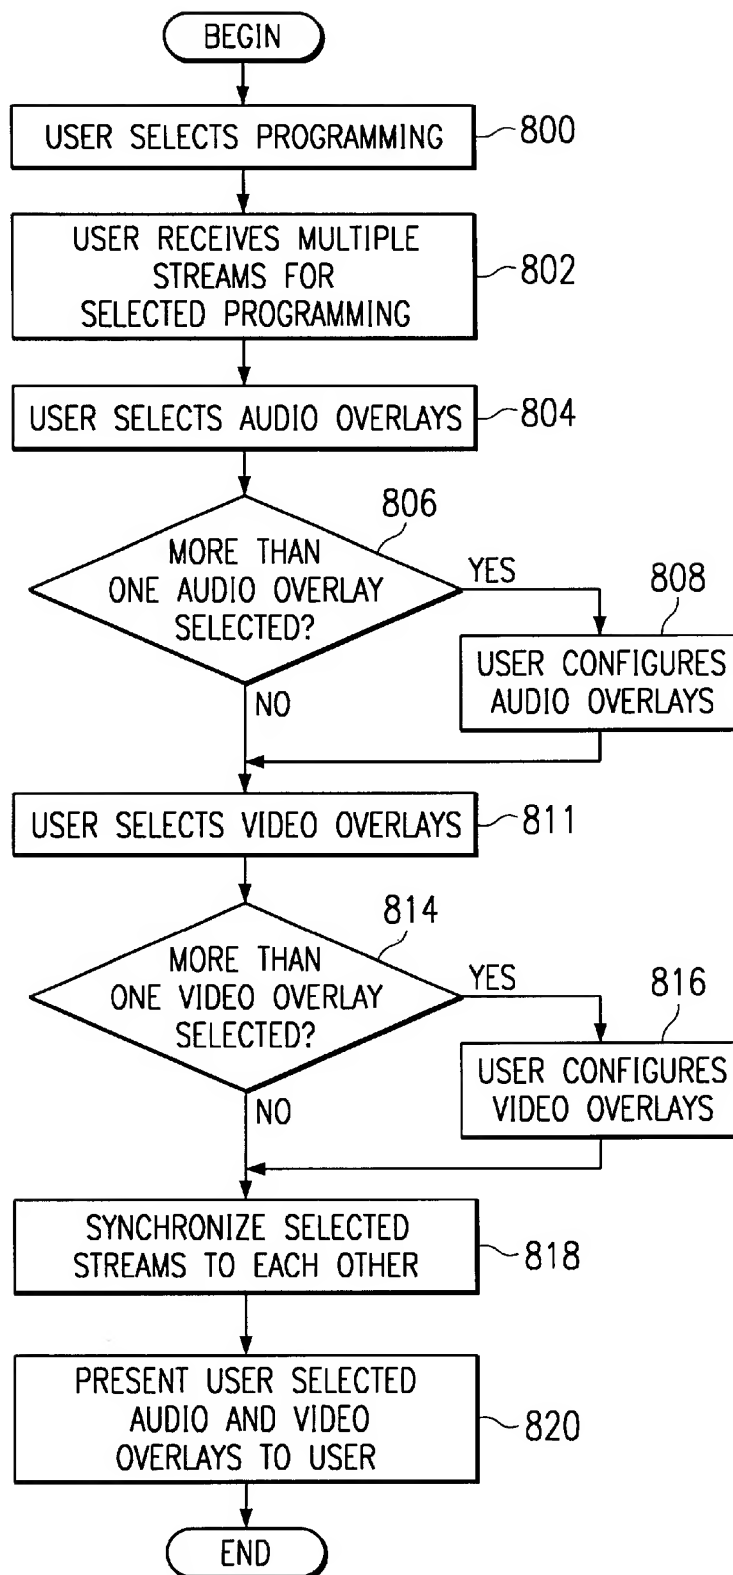 BEGIN
USER SELECTS PROGRAMMING
800
USER RECEIVES MULTIPLE
STREAMS FOR
SELECTED PROGRAMMING
802
USER SELECTS AUDIO OVERLAYS
804
806
MORE THAN
ONE AUDIO OVERLAY
SELECTED?
YES
NO
808
USER CONFIGURES
AUDIO OVERLAYS
USER SELECTS VIDEO OVERLAYS
811
814
MORE THAN
ONE VIDEO OVERLAY
SELECTED?
YES
NO
816
USER CONFIGURES
VIDEO OVERLAYS
SYNCHRONIZE SELECTED
STREAMS TO EACH OTHER
818
PRESENT USER SELECTED
AUDIO AND VIDEO
OVERLAYS TO USER
820
END